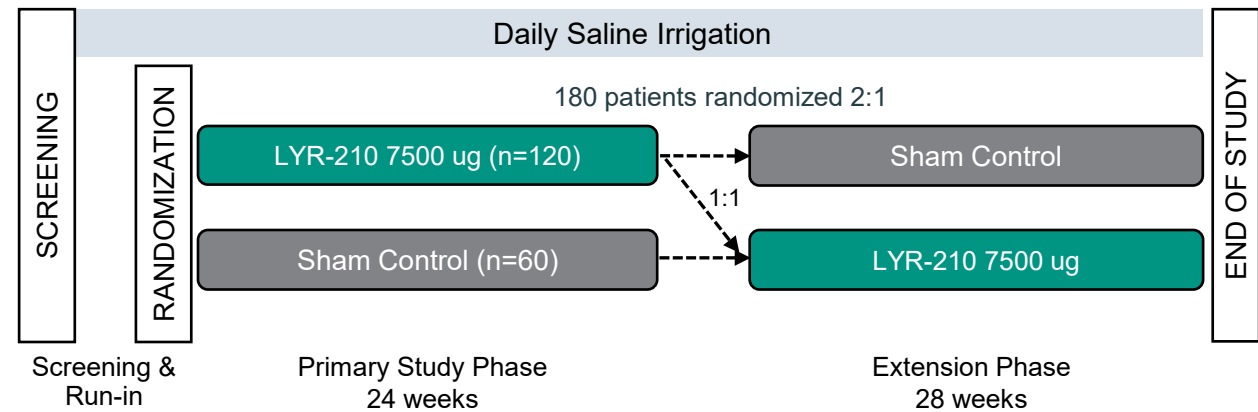 Daily Saline Irrigation
SCREENING
RANDOMIZATION
180 patients randomized 2:1
LYR-210 7500 ug (n=120)
Sham Control
1:1
Sham Control (n=60)
LYR-210 7500 ug
END OF STUDY
Screening &
Run-in
Primary Study Phase
24 weeks
Extension Phase
28 weeks